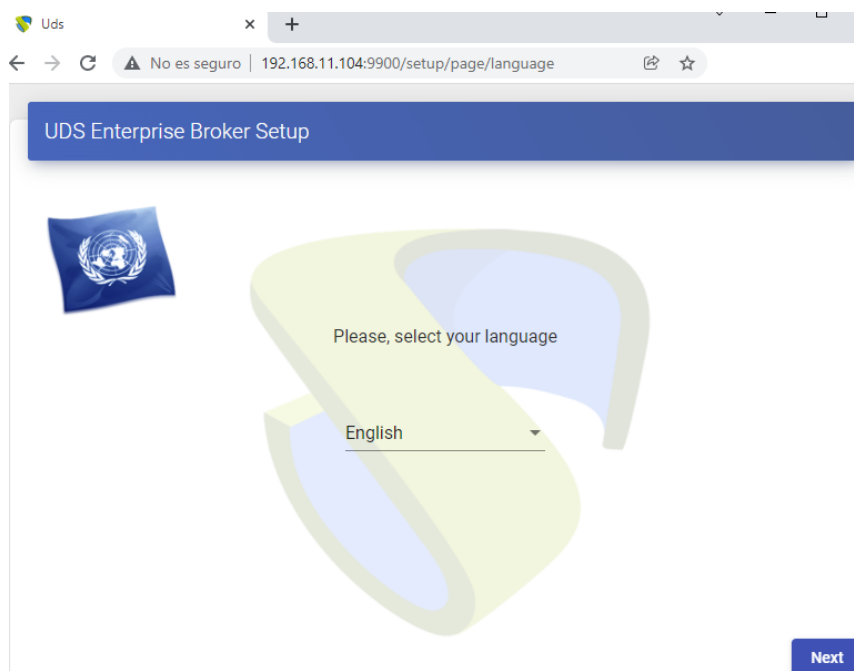 Uds
No es seguro | 192.168.11.104:9900/setup/page/language
UDS Enterprise Broker Setup
Please, select your language
English
Next